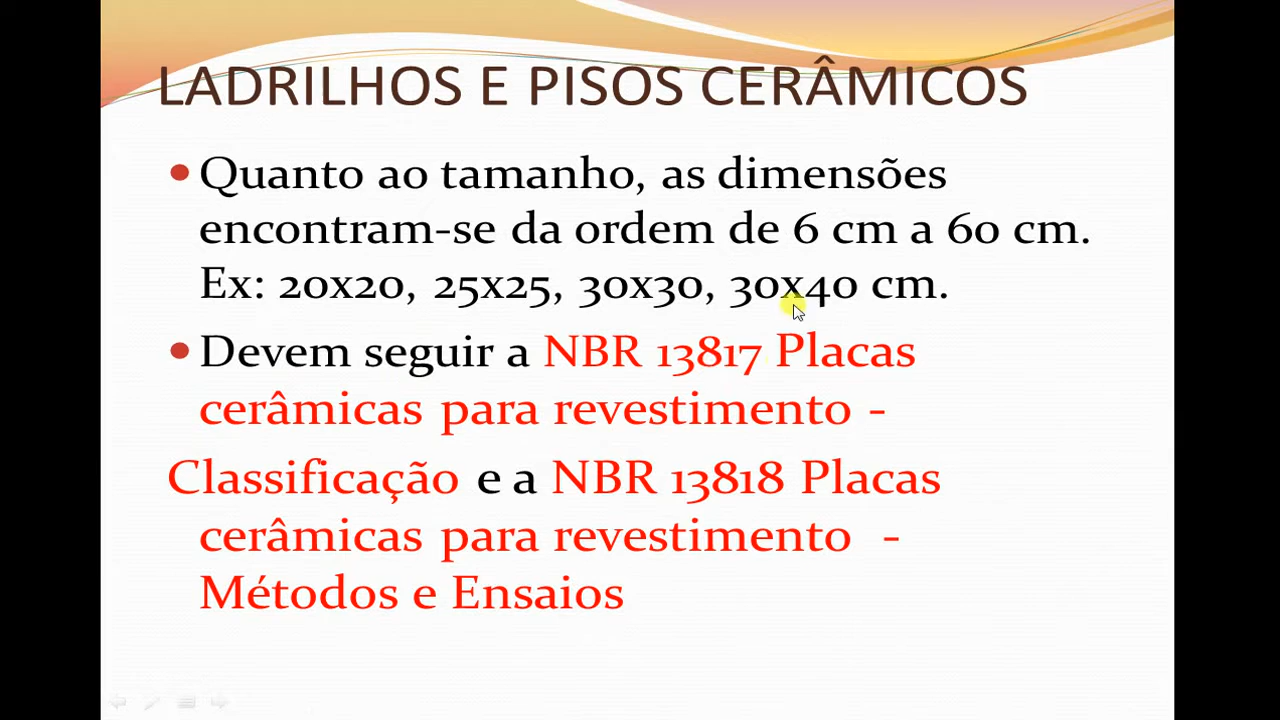 LADRILHOS E PISOS CERÂMICOS
• Quanto ao tamanho, as dimensões
encontram-se da ordem de 6 cm a 60 cm.
Ex: 20x20, 25x25, 30x30, 30x40 cm.
• Devem seguir a NBR 13817 Placas
cerâmicas para revestimento -
Classificação e a NBR 13818 Placas
cerâmicas para revestimento -
Métodos e Ensaios